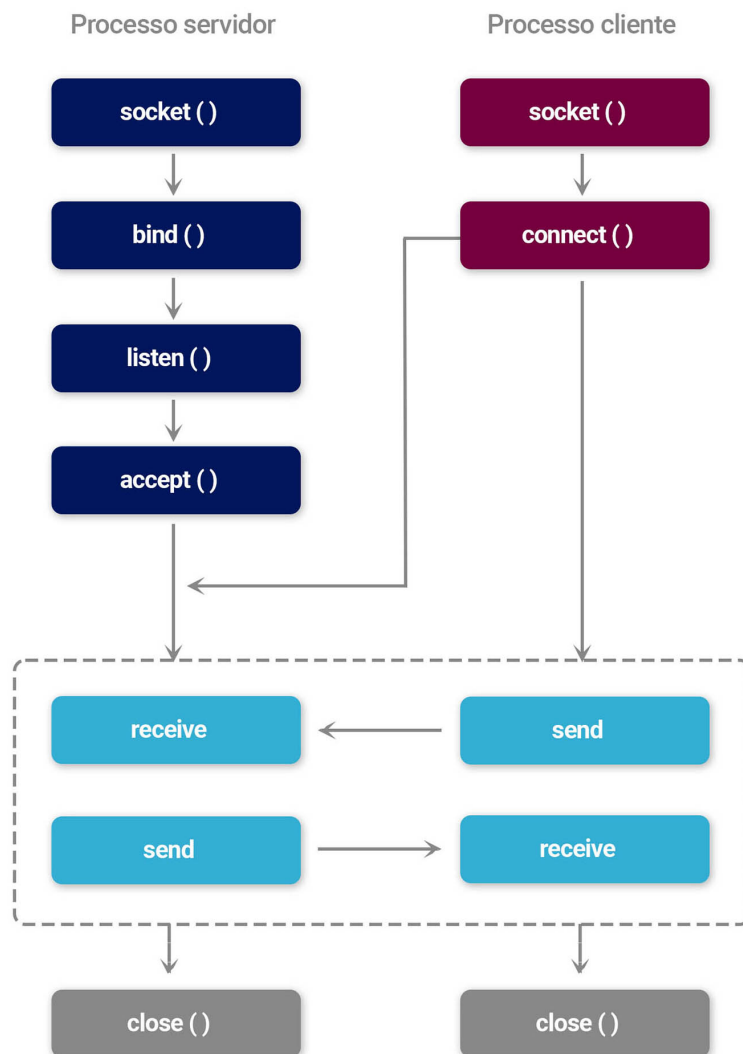 Processo servidor
Processo cliente
socket ( )
socket ( )
bind ( )
connect ( )
listen ( )
accept ( )
receive
send
send
receive
close ( )
close ( )